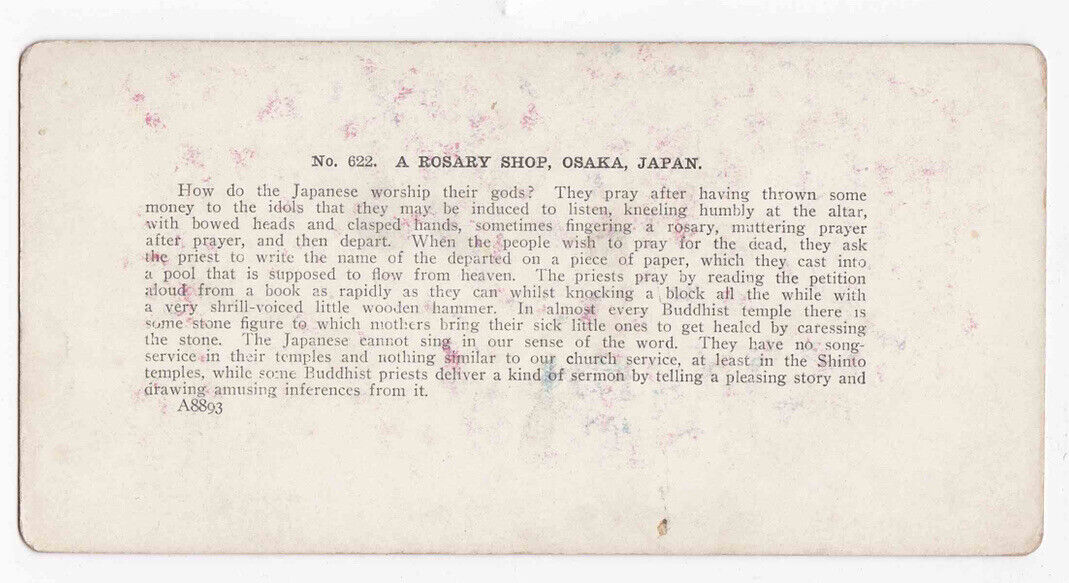 No. 622. A ROSARY SHOP, OSAKA, JAPAN.
How do the Japanese worship their gods? They pray after having thrown some
money to the idols that they may be induced to listen, kneeling humbly at the altar,
with bowed heads and clasped hands, sometimes fingering a rosary, muttering prayer
after prayer, and then depart. When the people wish to pray for the dead, they ask
the priest to write the name of the departed on a piece of paper, which they cast into
a pool that is supposed to flow from heaven. The priests pray by reading the petition
aloud from a book as rapidly as they can whilst knocking a block all the while with
a very shrill-voiced little wooden hammer. In almost every Buddhist temple there is
some stone figure to which mothers bring their sick little ones to get healed by caressing
the stone. The Japanese cannot sing in our sense of the word. They have no song-
service in their temples and nothing similar to our church service, at least in the Shinto
temples, while some Buddhist priests deliver a kind of sermon by telling a pleasing story and
drawing amusing inferences from it.
A8893